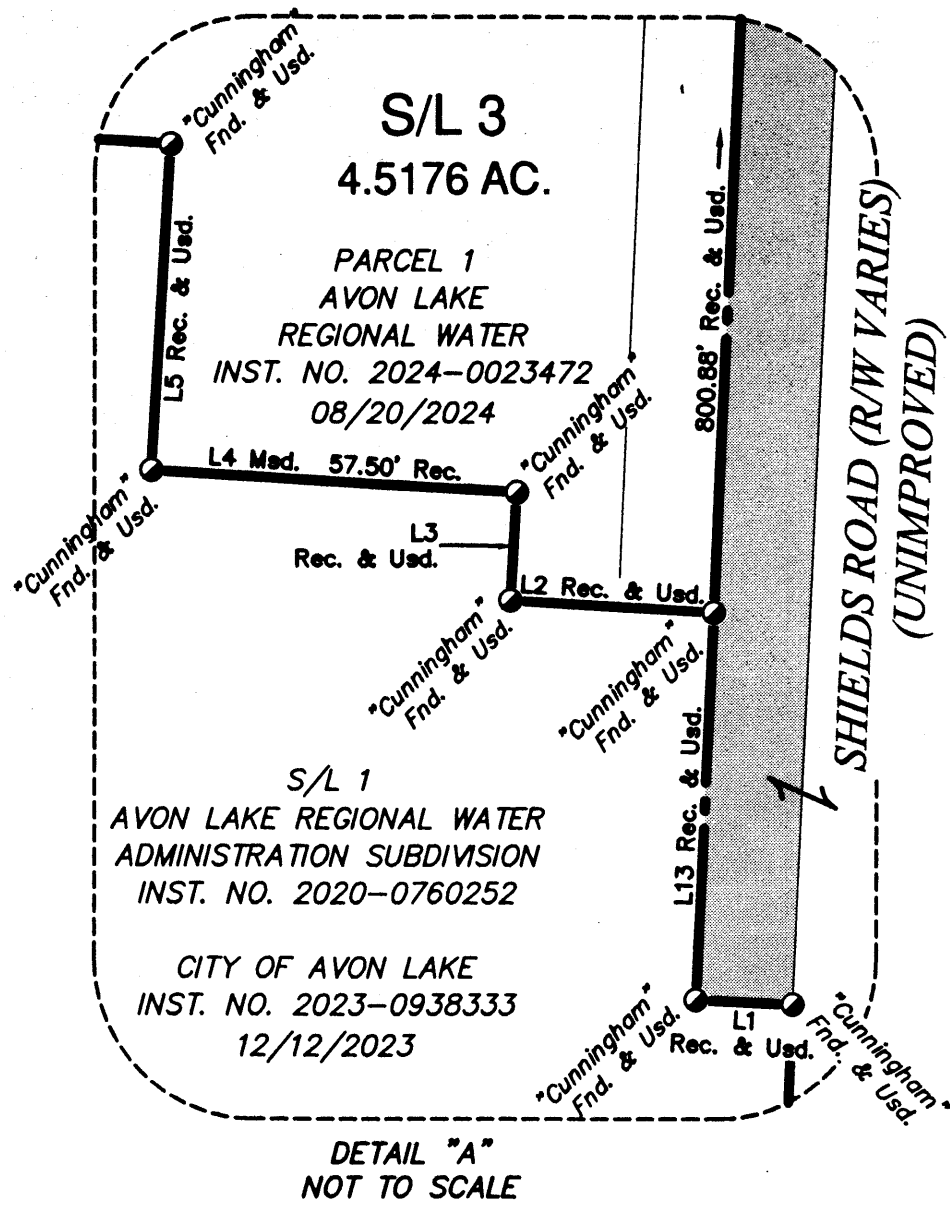 "Cunningham"
Fnd. & Usd.
S/L 3
4.5176 AC.
L5 Rec. & Usd.
PARCEL 1
AVON LAKE
REGIONAL WATER
INST. NO. 2024-0023472
08/20/2024
800.88' Rec. & Usd.
SHIELDS ROAD (R/W VARIES)
(UNIMPROVED)
"Cunningham"
Fnd. & Usd.
L4 Msd. 57.50' Rec.
"Cunningham"
Fnd. & Usd.
L3
Rec. & Usd.
L2 Rec. & Usd.
"Cunningham"
Fnd. & Usd.
"Cunningham"
Fnd. & Usd.
L13 Rec. & Usd.
S/L 1
AVON LAKE REGIONAL WATER
ADMINISTRATION SUBDIVISION
INST. NO. 2020-0760252
CITY OF AVON LAKE
INST. NO. 2023-0938333
12/12/2023
"Cunningham"
Fnd. & Usd.
L1
Rec. & Usd.
"Cunningham"
Fnd. & Usd.
DETAIL "A"
NOT TO SCALE